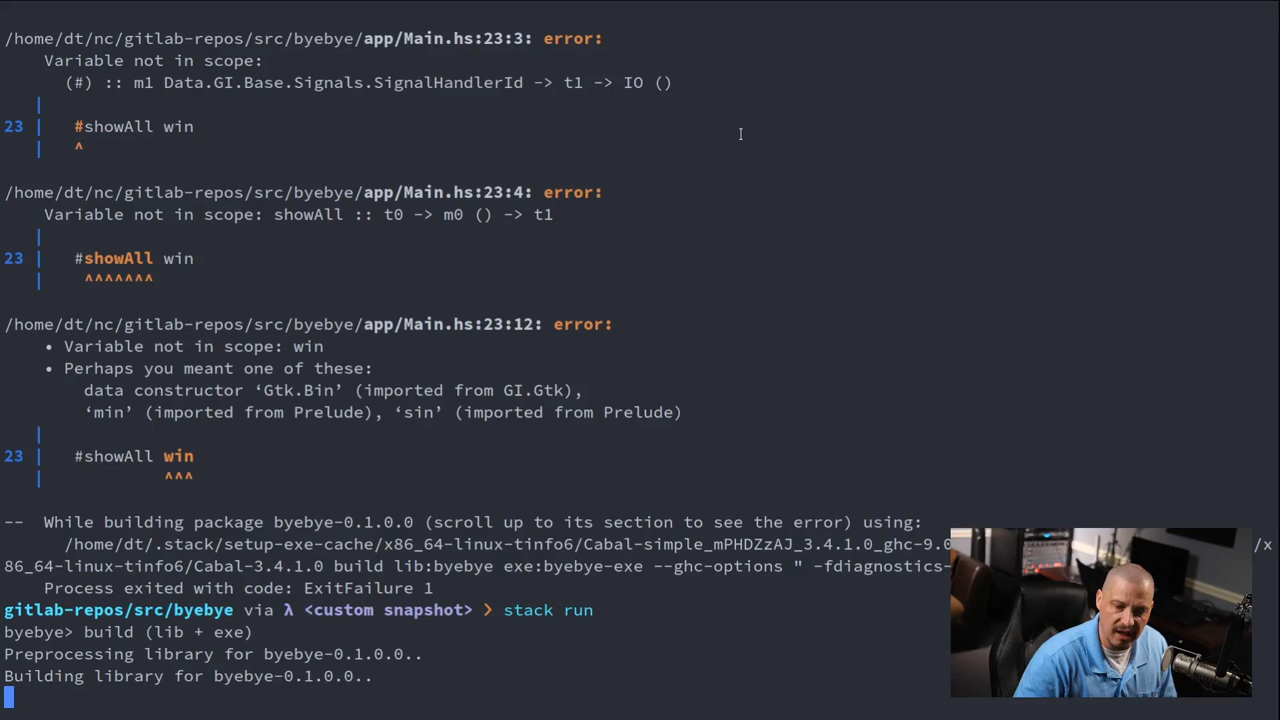 /home/dt/nc/gitlab-repos/src/byebye/app/Main.hs:23:3: error:
Variable not in scope:
(#) :: m1 Data.GI.Base.Signals.SignalHandlerId -> t1 -> IO ()
|
23 | #showAll win
| ^
/home/dt/nc/gitlab-repos/src/byebye/app/Main.hs:23:4: error:
Variable not in scope: showAll :: t0 -> m0 () -> t1
|
23 | #showAll win
| ^^^^^^^
/home/dt/nc/gitlab-repos/src/byebye/app/Main.hs:23:12: error:
• Variable not in scope: win
• Perhaps you meant one of these:
data constructor ‘Gtk.Bin’ (imported from GI.Gtk),
‘min’ (imported from Prelude), ‘sin’ (imported from Prelude)
|
23 | #showAll win
| ^^^
-- While building package byebye-0.1.0.0 (scroll up to its section to see the error) using:
/home/dt/.stack/setup-exe-cache/x86_64-linux-tinfo6/Cabal-simple_mPHDZzAJ_3.4.1.0_ghc-9.0 /x
86_64-linux-tinfo6/Cabal-3.4.1.0 build lib:byebye exe:byebye-exe --ghc-options " -fdiagnostics-
Process exited with code: ExitFailure 1
gitlab-repos/src/byebye via λ <custom snapshot> ❯ stack run
byebye> build (lib + exe)
Preprocessing library for byebye-0.1.0.0..
Building library for byebye-0.1.0.0..